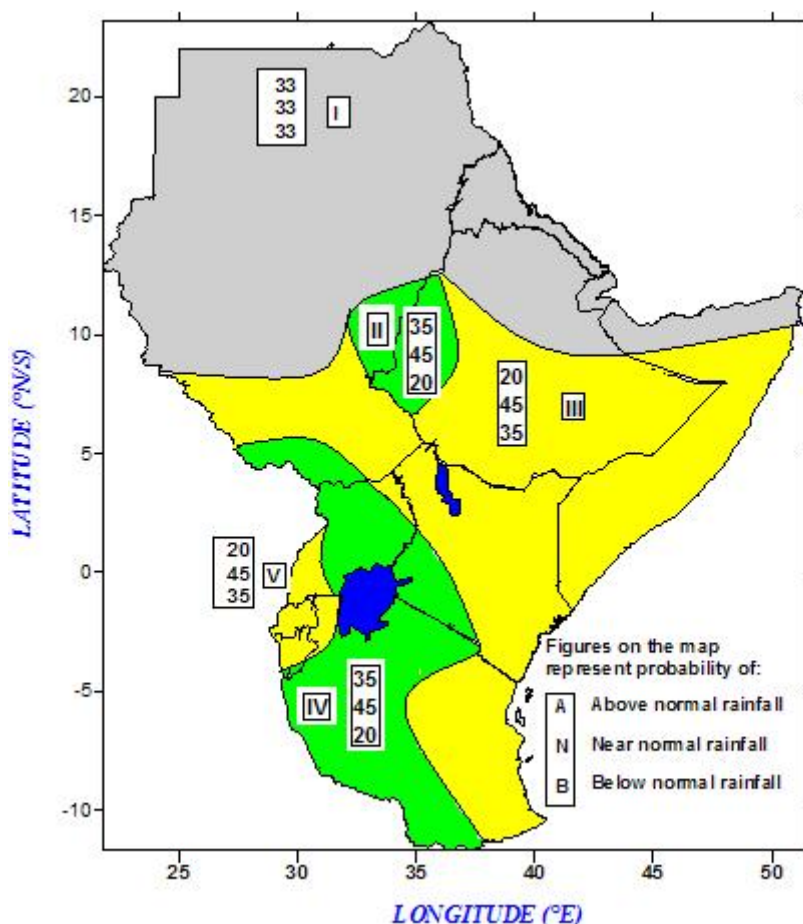 20
33
33
33
I
15
10
II
35
45
20
20
45
35
III
5
LATITUDE (°N/S)
0
20
45
35
V
Figures on the map
represent probability of:
A Above normal rainfall
N Near normal rainfall
B Below normal rainfall
-5
IV
35
45
20
-10
25 30 35 40 45 50
LONGITUDE (°E)